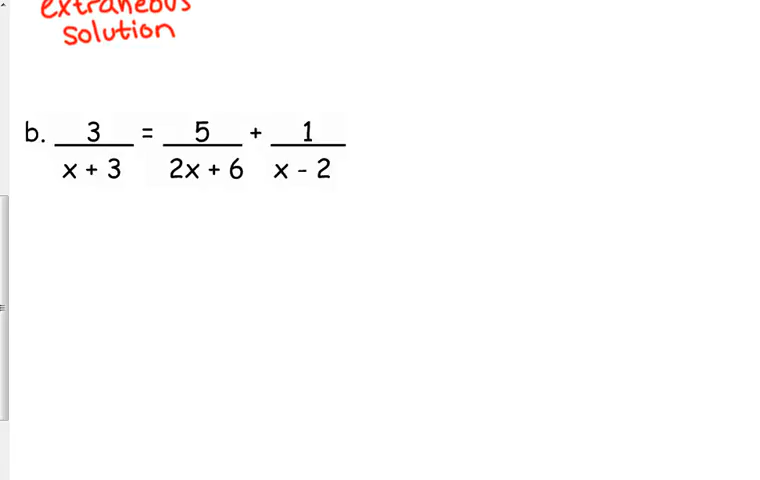 extraneous
solution
b. 3 = 5 + 1
x + 3 2x + 6 x - 2